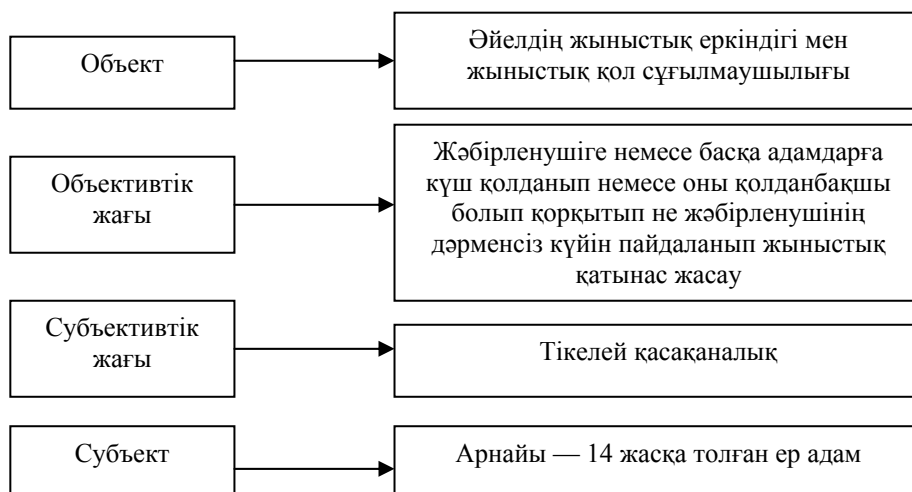 Объект
Әйелдің жыныстық еркіндігі мен
жыныстық қол сұғылмаушылығы
Объективтік
жағы
Жәбірленушіге немесе басқа адамдарға
күш қолданып немесе оны қолданбақшы
болып қорқытып не жәбірленушінің
дәрменсіз күйін пайдаланып жыныстық
қатынас жасау
Субъективтік
жағы
Тікелей қасақаналық
Субъект
Арнайы — 14 жасқа толған ер адам